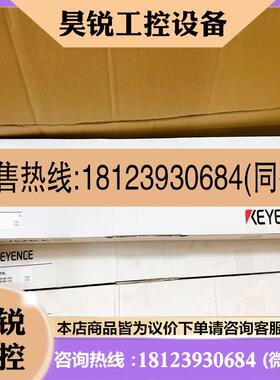 昊锐工控设备
售热线:18123930684(同
KEYENCE
KEYENCE
锐
控
本店商品皆为议价下单请咨询客服
咨询热线:18123930684 (微